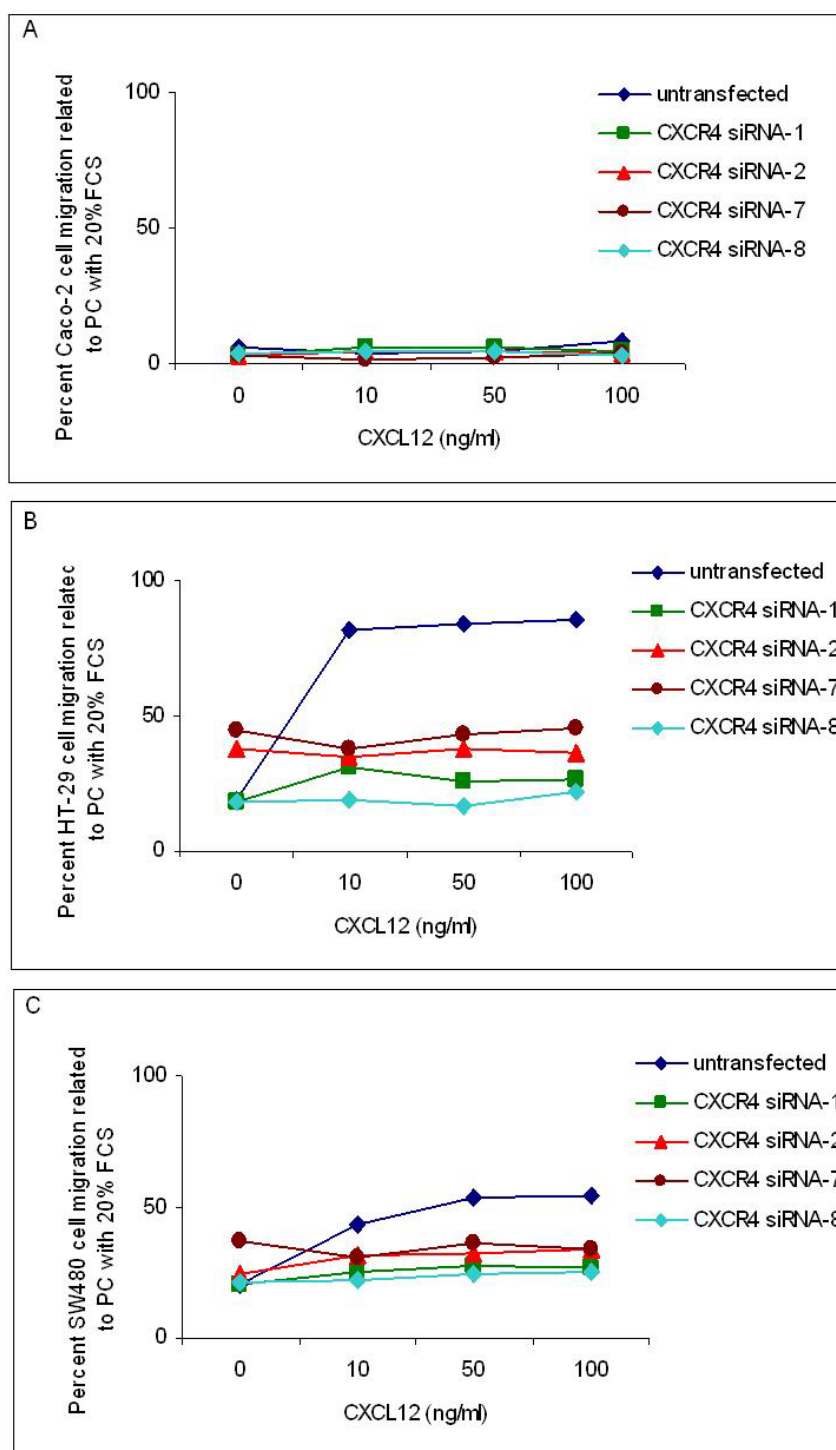 A
Percent Caco-2 cell migration related
to PC with 20%FCS
100
50
0
0 10 50 100
CXCL12 (ng/ml)
untransfected
CXCR4 siRNA-1
CXCR4 siRNA-2
CXCR4 siRNA-7
CXCR4 siRNA-8
B
Percent HT-29 cell migration relatec
to PC with 20% FCS
100
50
0
0 10 50 100
CXCL12 (ng/ml)
untransfected
CXCR4 siRNA-1
CXCR4 siRNA-2
CXCR4 siRNA-7
CXCR4 siRNA-8
C
Percent SW480 cell migration related
to PC with 20% FCS
100
50
0
0 10 50 100
CXCL12 (ng/ml)
untransfected
CXCR4 siRNA-1
CXCR4 siRNA-2
CXCR4 siRNA-7
CXCR4 siRNA-8